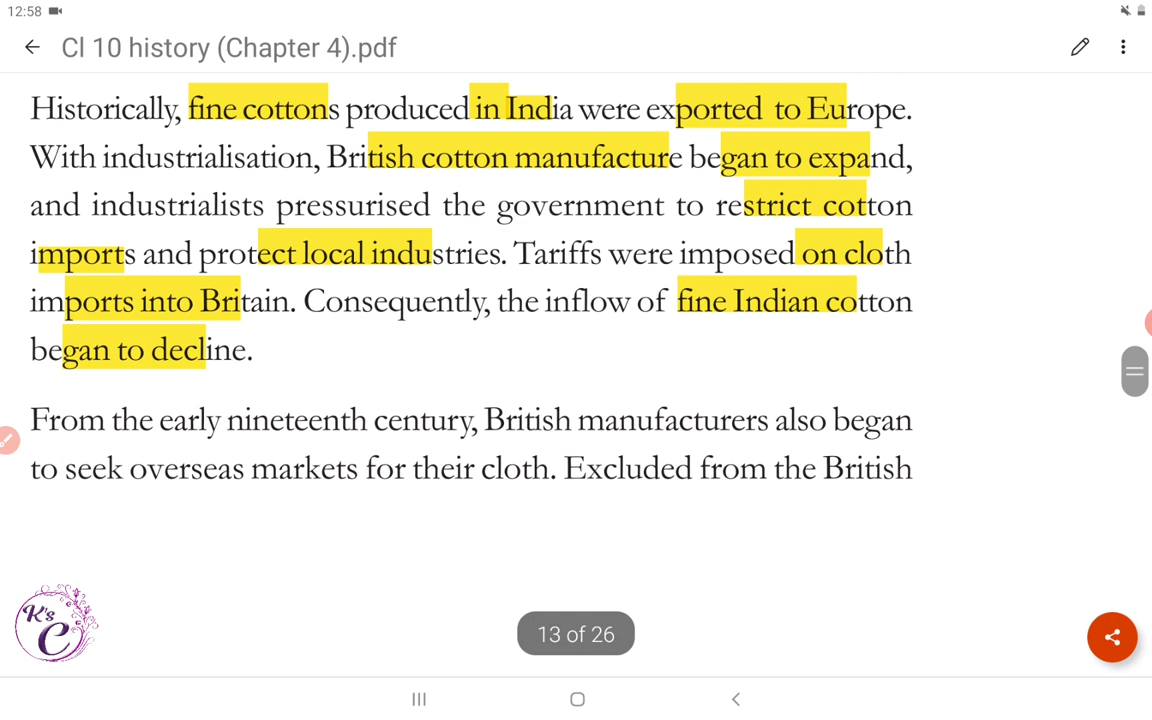 12:58
Cl 10 history (Chapter 4).pdf
Historically, fine cottons produced in India were exported to Europe.
With industrialisation, British cotton manufacture began to expand,
and industrialists pressurised the government to restrict cotton
imports and protect local industries. Tariffs were imposed on cloth
imports into Britain. Consequently, the inflow of fine Indian cotton
began to decline.
From the early nineteenth century, British manufacturers also began
to seek overseas markets for their cloth. Excluded from the British
K's
C
13 of 26